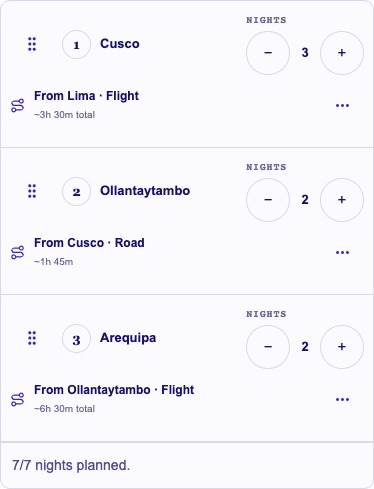 NIGHTS
1 Cusco − 3 +
From Lima · Flight
~3h 30m total
NIGHTS
2 Ollantaytambo − 2 +
From Cusco · Road
~1h 45m
NIGHTS
3 Arequipa − 2 +
From Ollantaytambo · Flight
~6h 30m total
7/7 nights planned.